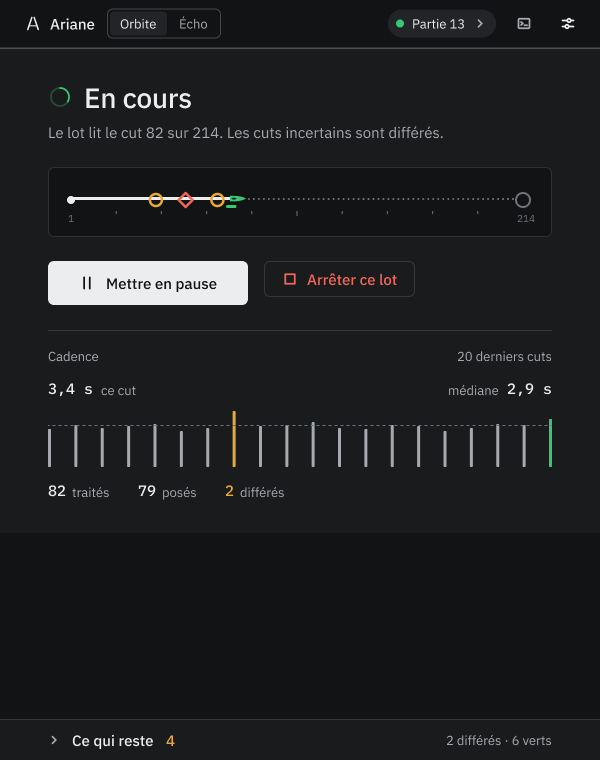 Ariane
Orbite
Écho
Partie 13
En cours
Le lot lit le cut 82 sur 214. Les cuts incertains sont différés.
1
214
Mettre en pause
Arrêter ce lot
Cadence
20 derniers cuts
3,4 s ce cut
médiane 2,9 s
82 traités
79 posés
2 différés
Ce qui reste 4
2 différés · 6 verts